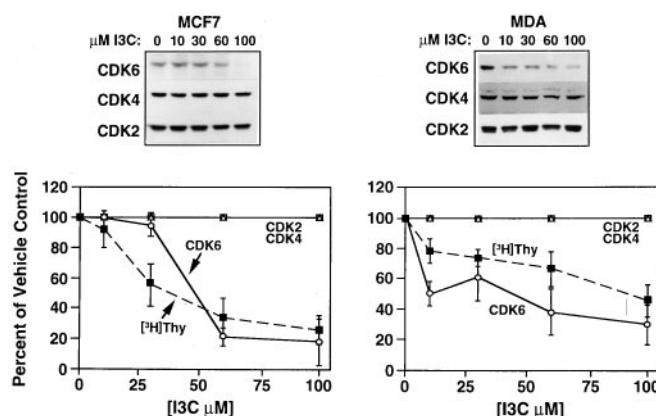 MCF7
μM I3C: 0 10 30 60 100
CDK6
CDK4
CDK2
MDA
μM I3C: 0 10 30 60 100
CDK6
CDK4
CDK2
Percent of Vehicle Control
120
100
80
60
40
20
0
CDK2
CDK4
CDK6
[³H]Thy
0 25 50 75 100
[I3C μM]
120
100
80
60
40
20
0
CDK2
CDK4
[³H]Thy
CDK6
0 25 50 75 100
[I3C μM]